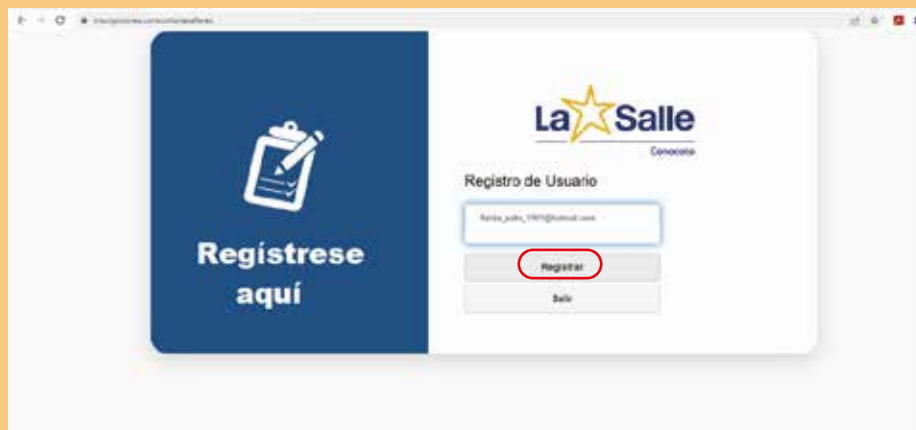 La Salle
Conocoto
Registro de Usuario
Regístrese
aquí
Registrar
Salir